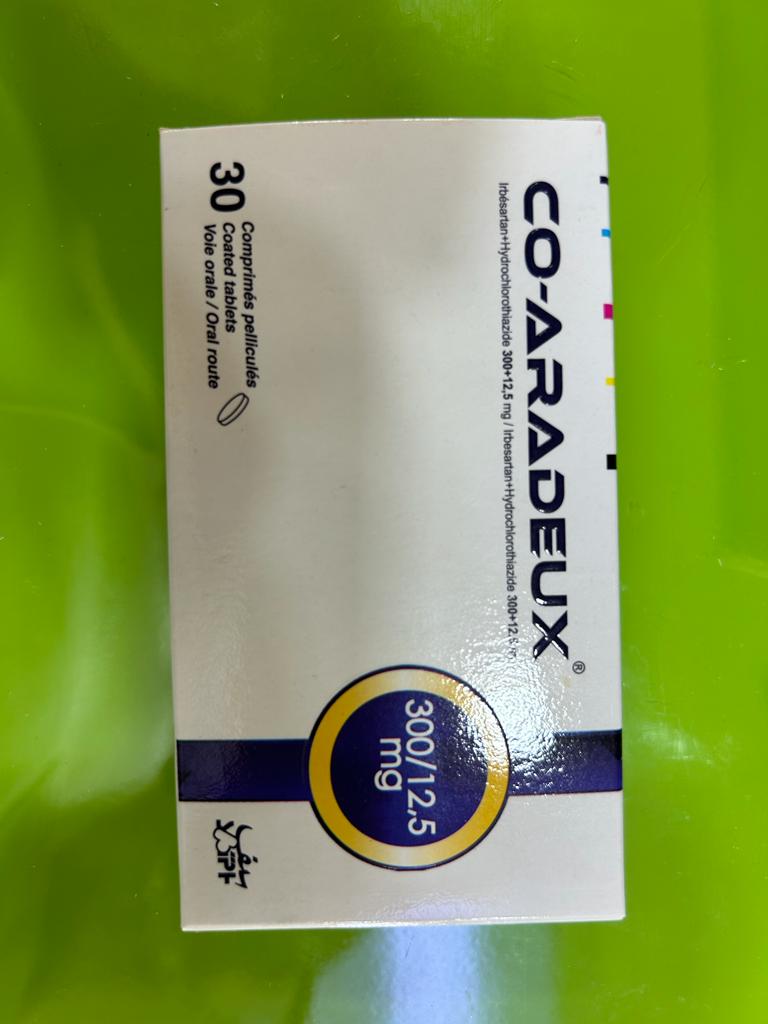 CO-ARADEUX®
Irbésartan+Hydrochlorothiazide 300+12,5 mg / Irbesartan+Hydrochlorothiazide 300+12.5
300/12,5
mg
30
Comprimés pelliculés
Coated tablets
Voie orale / Oral route
سيف